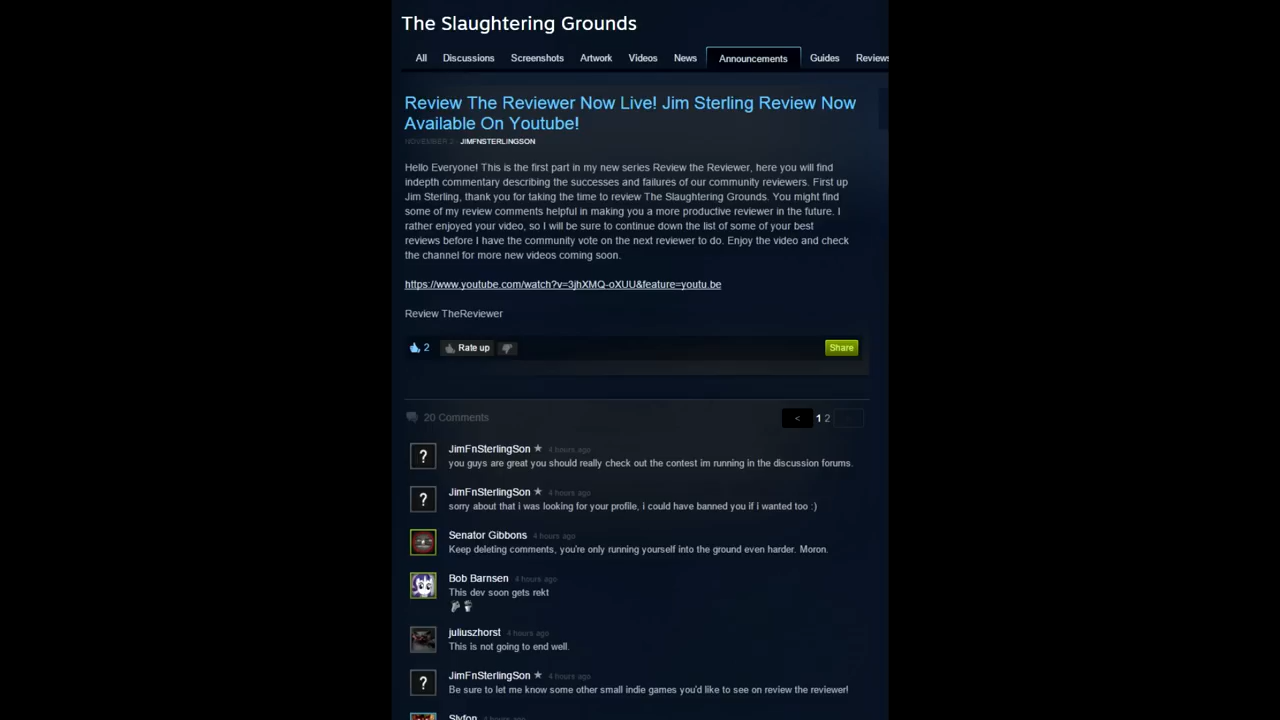 The Slaughtering Grounds
All Discussions Screenshots Artwork Videos News Announcements Guides Reviews
Review The Reviewer Now Live! Jim Sterling Review Now
Available On Youtube!
NOVEMBER 2 - JIMFNSTERLINGSON
Hello Everyone! This is the first part in my new series Review the Reviewer, here you will find
indepth commentary describing the successes and failures of our community reviewers. First up
Jim Sterling, thank you for taking the time to review The Slaughtering Grounds. You might find
some of my review comments helpful in making you a more productive reviewer in the future. I
rather enjoyed your video, so I will be sure to continue down the list of some of your best
reviews before I have the community vote on the next reviewer to do. Enjoy the video and check
the channel for more new videos coming soon.
https://www.youtube.com/watch?v=3jhXMQ-oXUU&feature=youtu.be
Review TheReviewer
2 Rate up Share
20 Comments < 1 2
JimFnSterlingSon 4 hours ago
you guys are great you should really check out the contest im running in the discussion forums.
JimFnSterlingSon 4 hours ago
sorry about that i was looking for your profile, i could have banned you if i wanted too :)
Senator Gibbons 4 hours ago
Keep deleting comments, you're only running yourself into the ground even harder. Moron.
Bob Barnsen 4 hours ago
This dev soon gets rekt
juliuszhorst 4 hours ago
This is not going to end well.
JimFnSterlingSon 4 hours ago
Be sure to let me know some other small indie games you'd like to see on review the reviewer!